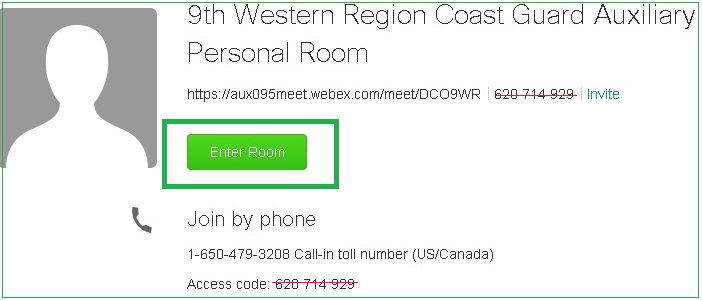 9th Western Region Coast Guard Auxiliary
Personal Room
https://aux095meet.webex.com/meet/DCO9WR | 620 714 929 | Invite
Enter Room
Join by phone
1-650-479-3208 Call-in toll number (US/Canada)
Access code: 620 714 929